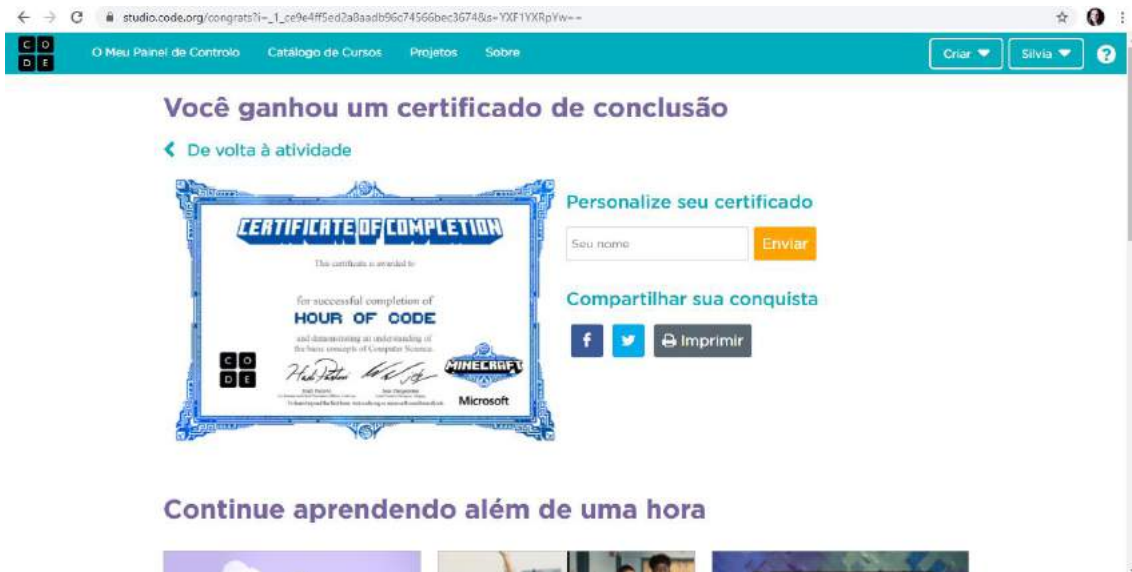 studio.code.org/congrats?i=_1_ce9e4ff5ed2a8aadb96c74566bec3674&s=YXF1YXRpYw==
CODE
O Meu Painel de Controlo
Catálogo de Cursos
Projetos
Sobre
Criar
Silvia
?
Você ganhou um certificado de conclusão
De volta à atividade
CERTIFICATE OF COMPLETION
This certificate is awarded to
for successful completion of
HOUR OF CODE
and demonstrating an understanding of
the basic concepts of Computer Science.
CODE
MINECRAFT
Microsoft
Personalize seu certificado
Seu nome
Enviar
Compartilhar sua conquista
f
Imprimir
Continue aprendendo além de uma hora